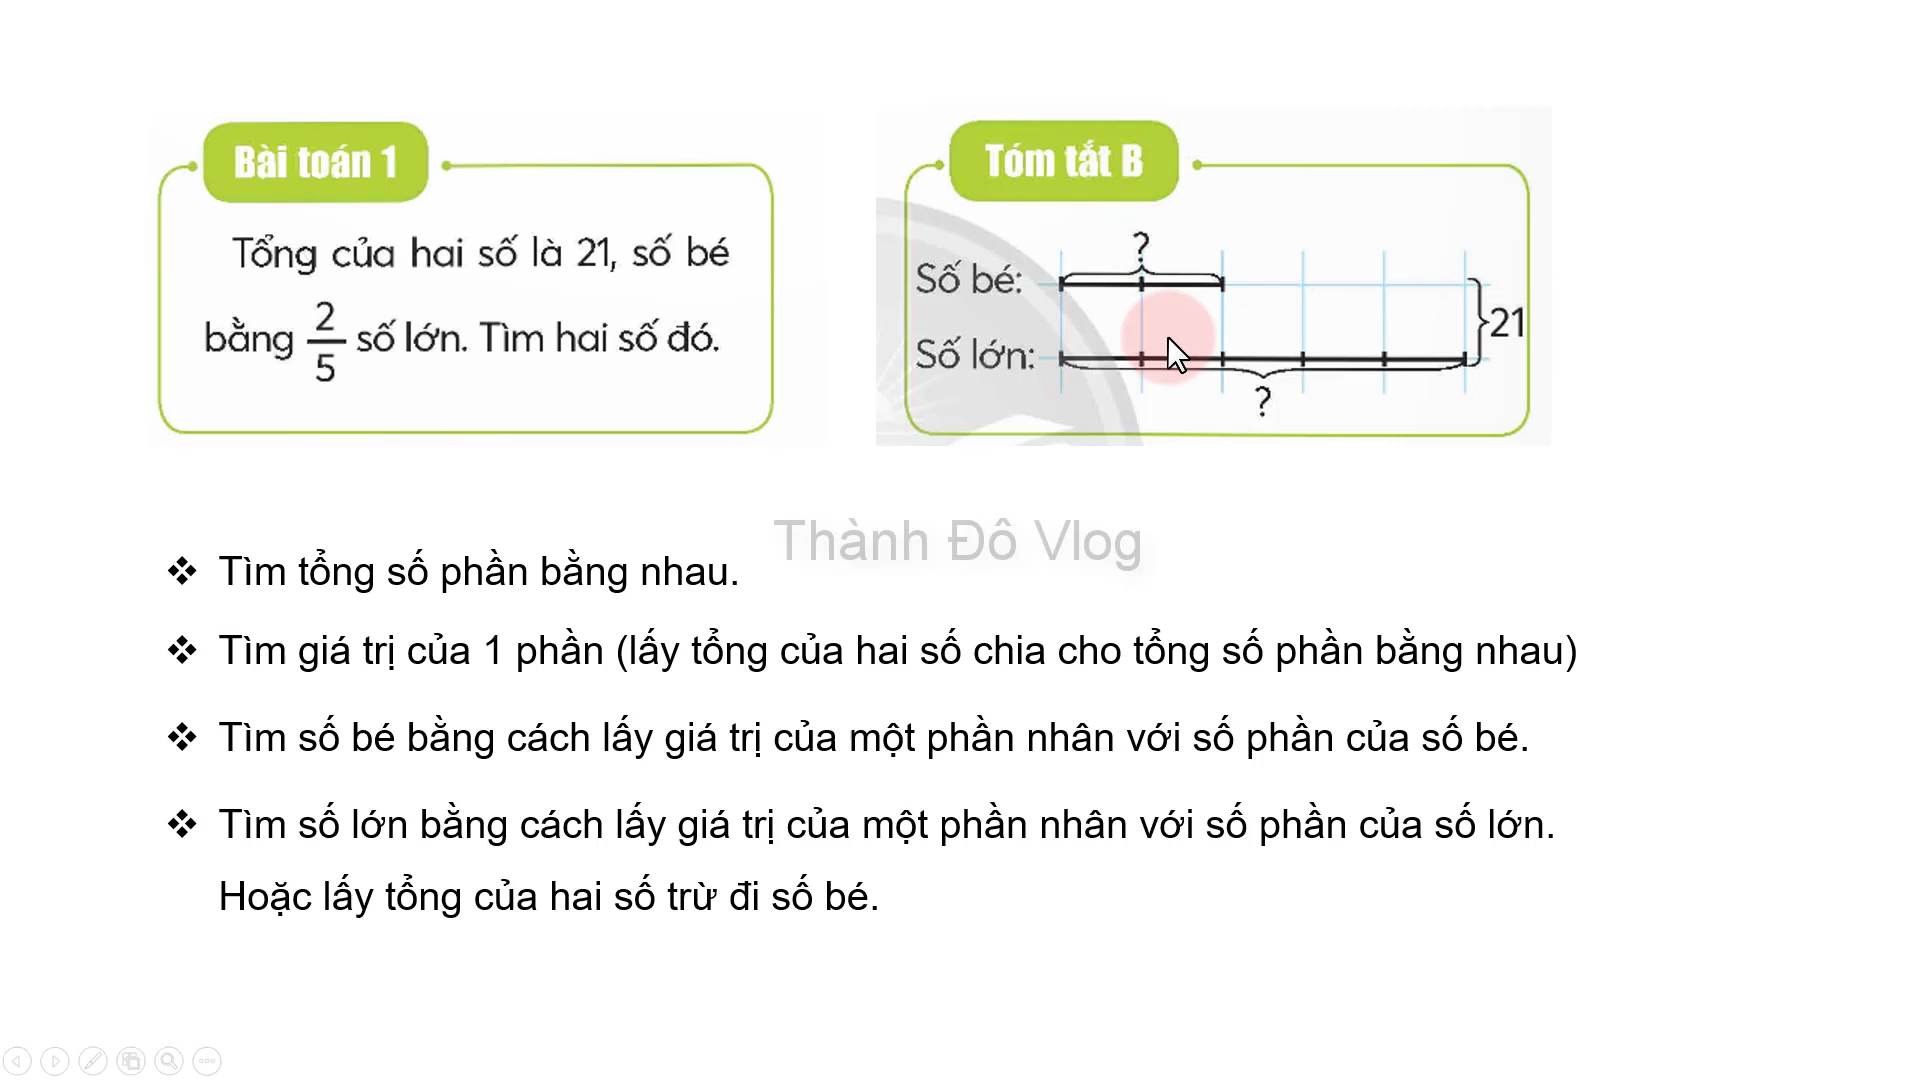 Bài toán 1
Tổng của hai số là 21, số bé
bằng 2/5 số lớn. Tìm hai số đó.
Tóm tắt B
?
Số bé:
21
Số lớn:
?
Thành Đô Vlog
❖ Tìm tổng số phần bằng nhau.
❖ Tìm giá trị của 1 phần (lấy tổng của hai số chia cho tổng số phần bằng nhau)
❖ Tìm số bé bằng cách lấy giá trị của một phần nhân với số phần của số bé.
❖ Tìm số lớn bằng cách lấy giá trị của một phần nhân với số phần của số lớn.
Hoặc lấy tổng của hai số trừ đi số bé.